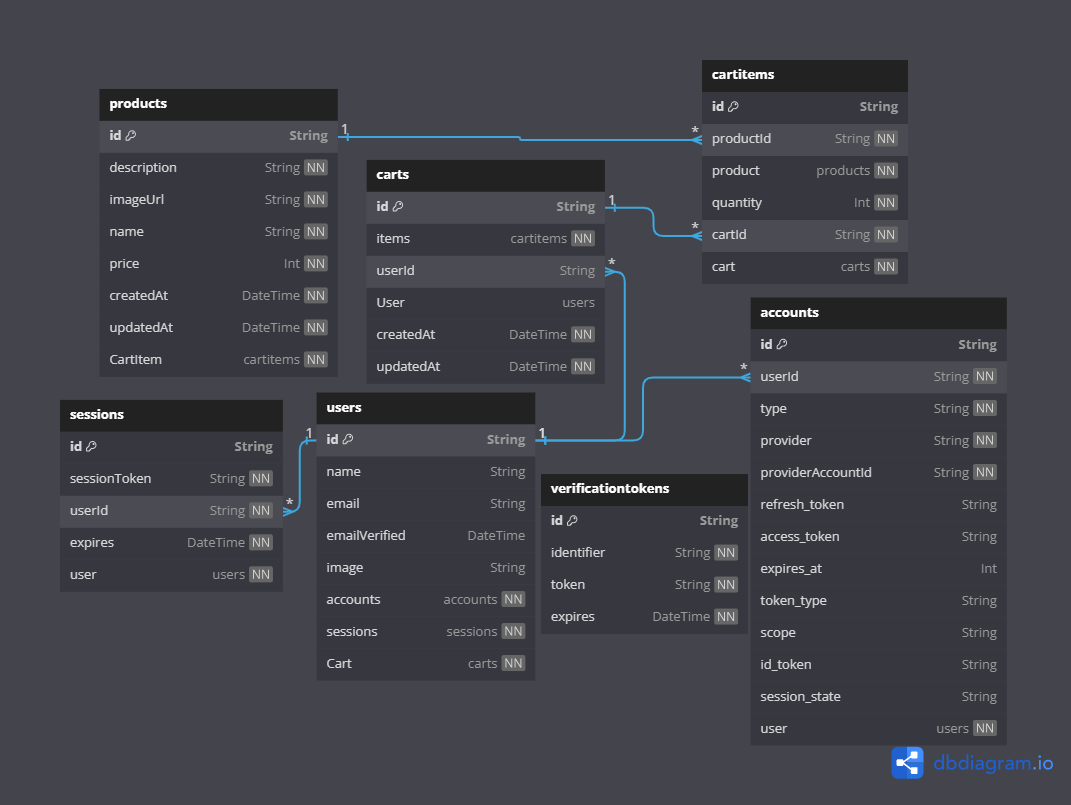 products
id String
description String NN
imageUrl String NN
name String NN
price Int NN
createdAt DateTime NN
updatedAt DateTime NN
CartItem cartitems NN
1
*
carts
id String
items cartitems NN
userId String
User users
createdAt DateTime NN
updatedAt DateTime NN
1
*
*
cartitems
id String
productId String NN
product products NN
quantity Int NN
cartId String NN
cart carts NN
sessions
id String
sessionToken String NN
userId String NN
expires DateTime NN
user users NN
1
*
users
id String
name String
email String
emailVerified DateTime
image String
accounts accounts NN
sessions sessions NN
Cart carts NN
1
*
verificationtokens
id String
identifier String NN
token String NN
expires DateTime NN
accounts
id String
userId String NN
type String NN
provider String NN
providerAccountId String NN
refresh_token String
access_token String
expires_at Int
token_type String
scope String
id_token String
session_state String
user users NN
dbdiagram.io